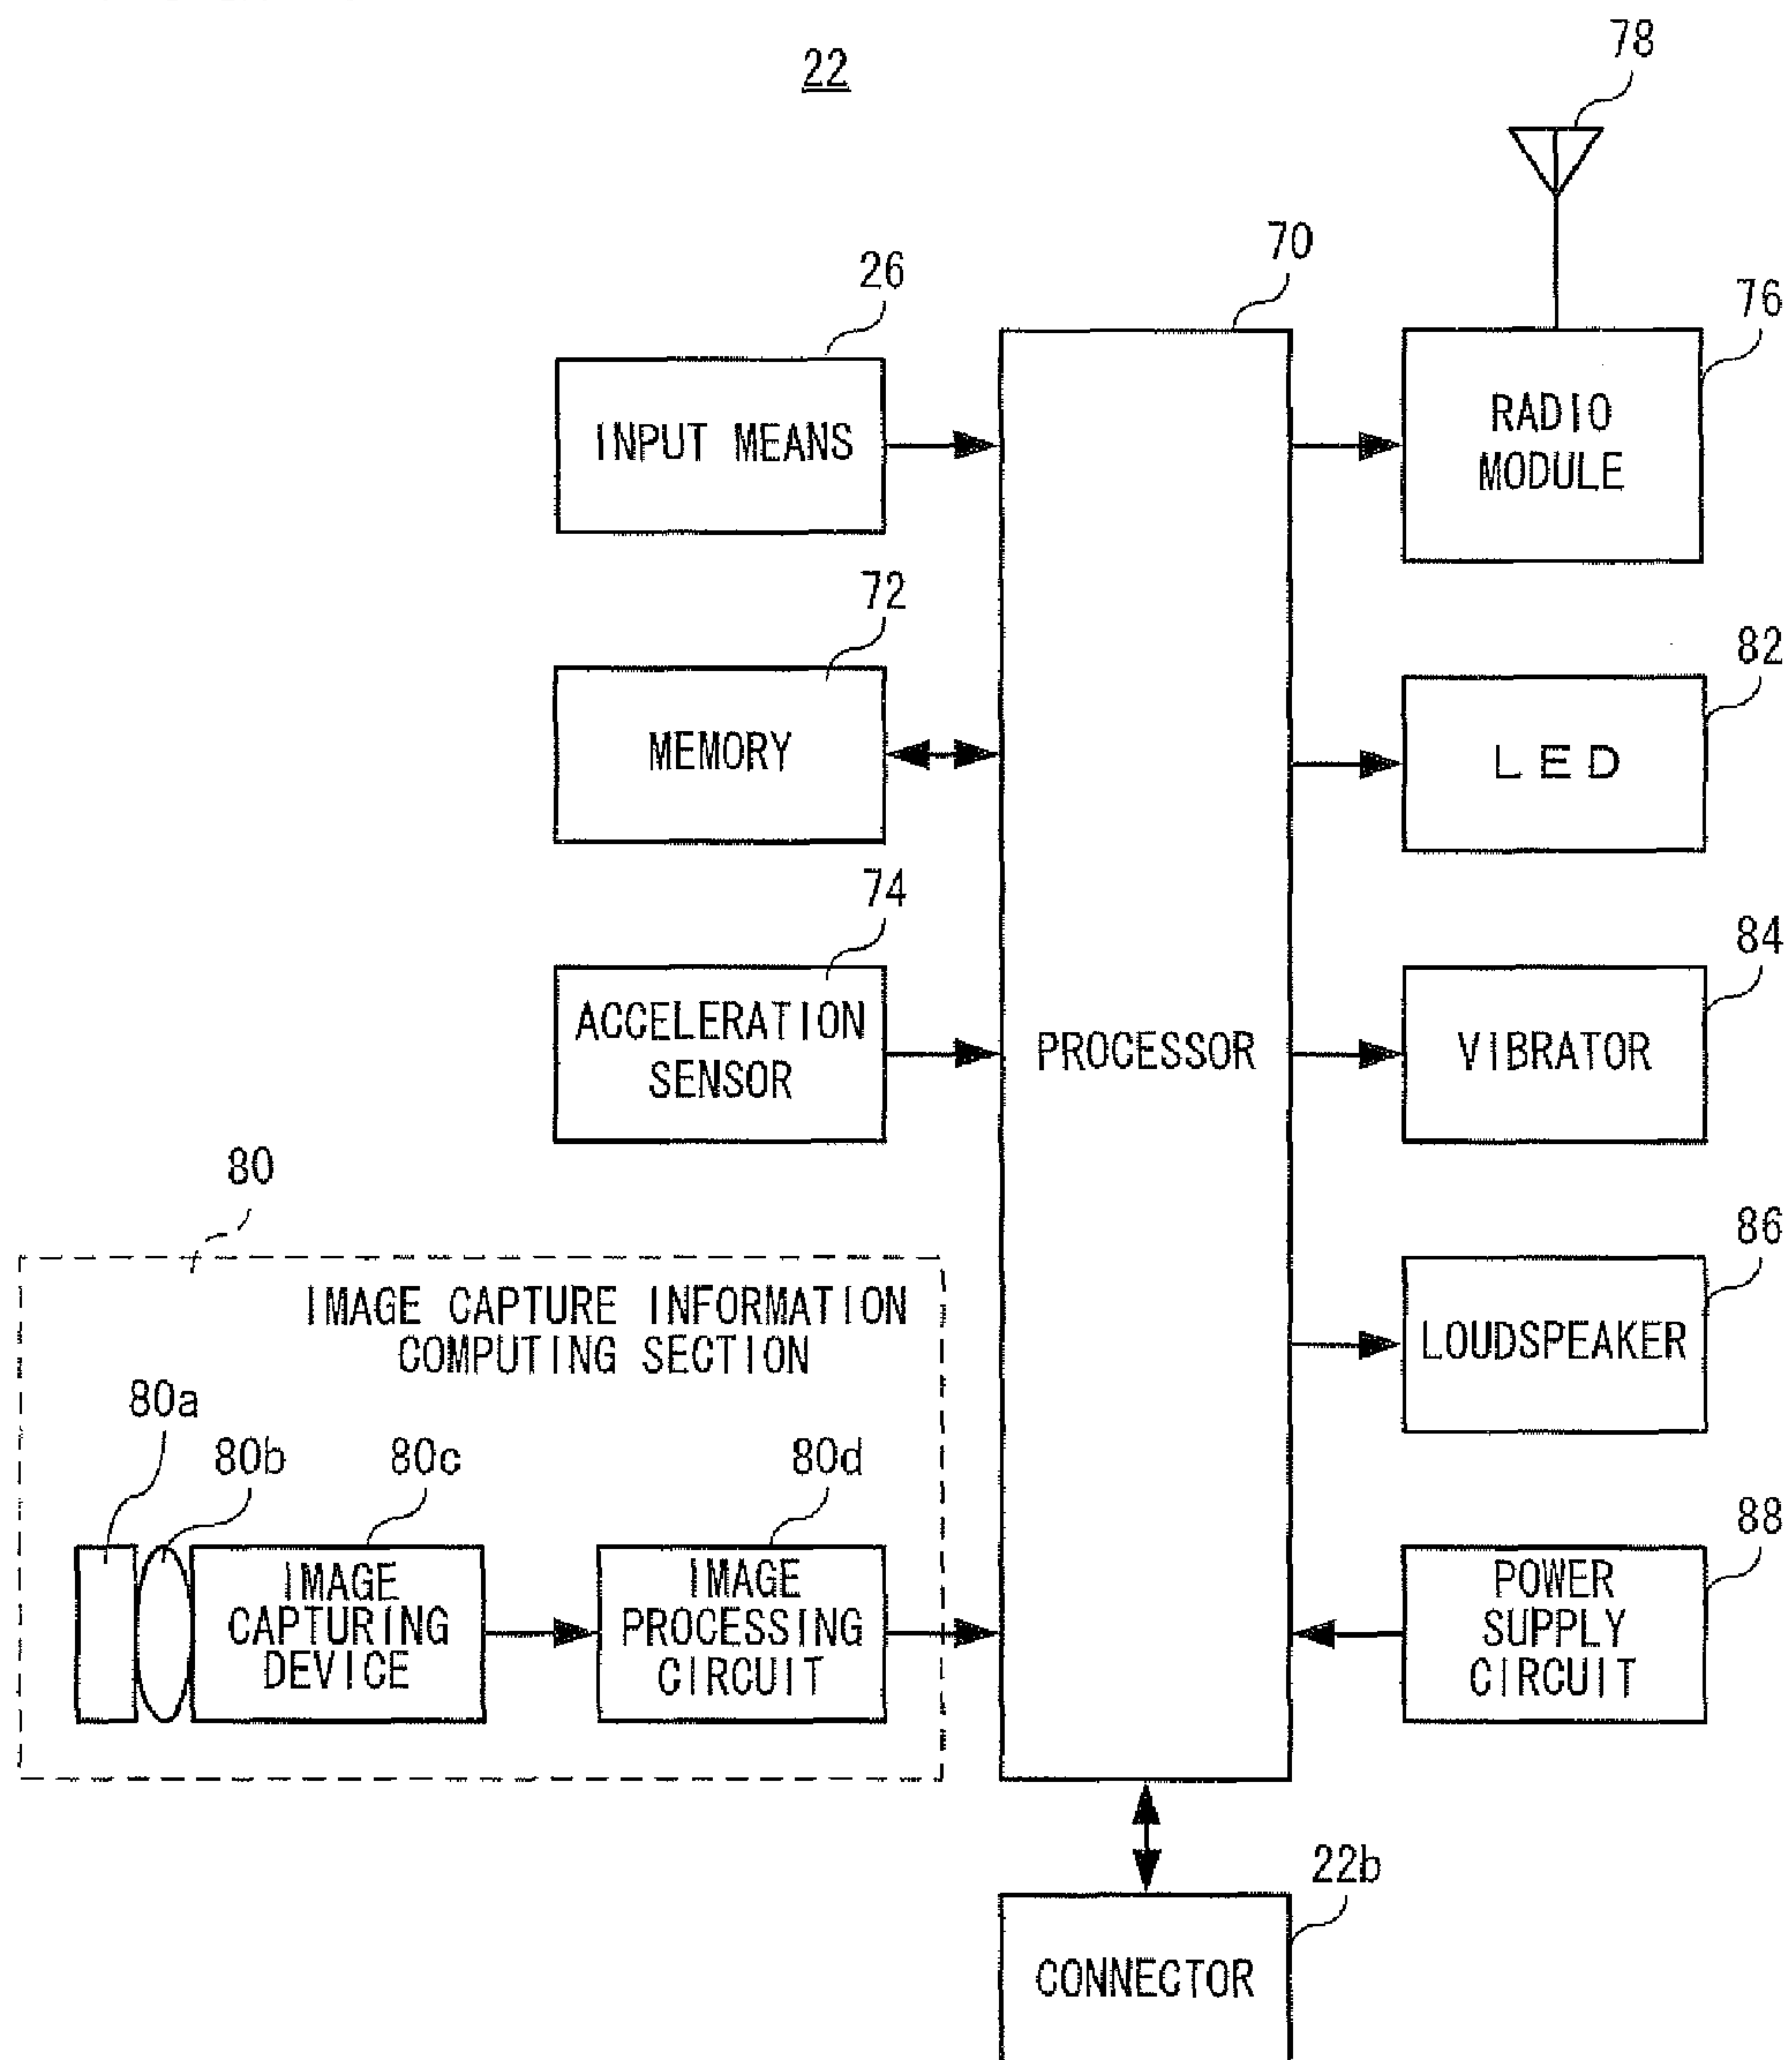 22
78
70
26
76
INPUT MEANS
RADIO
MODULE
72
82
MEMORY
LED
74
84
ACCELERATION
SENSOR
PROCESSOR
VIBRATOR
80
86
IMAGE CAPTURE INFORMATION
COMPUTING SECTION
LOUDSPEAKER
80a
80b
80c
80d
88
IMAGE
CAPTURING
DEVICE
IMAGE
PROCESSING
CIRCUIT
POWER
SUPPLY
CIRCUIT
22b
CONNECTOR